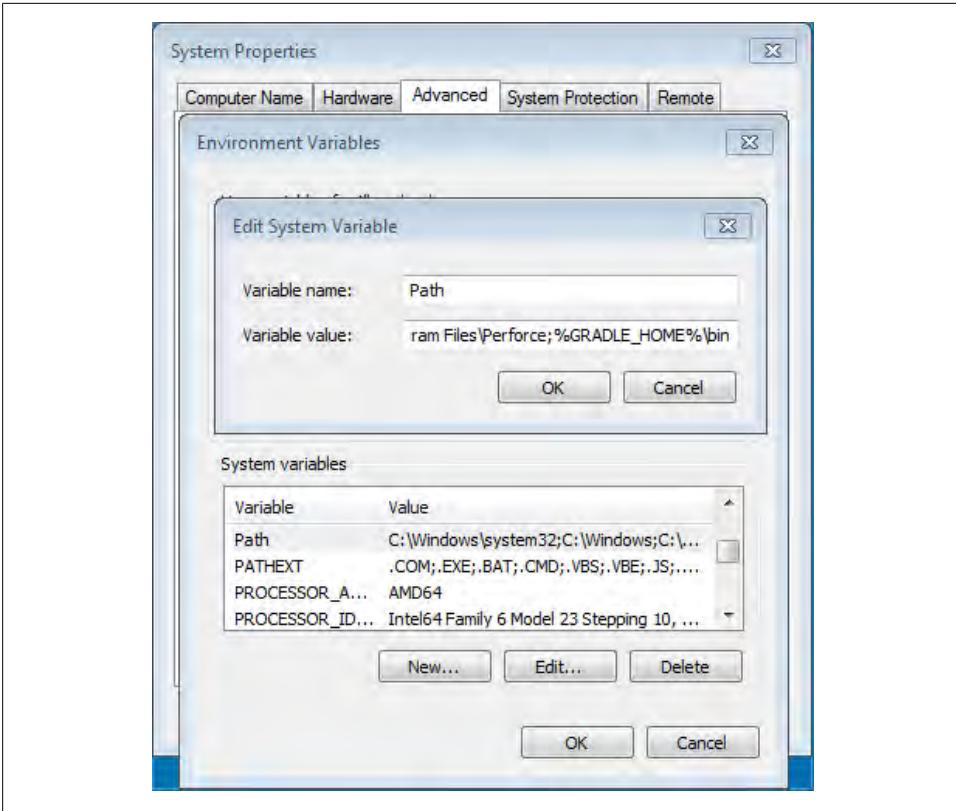 System Properties
Computer Name Hardware Advanced System Protection Remote
Environment Variables
Edit System Variable
Variable name: Path
Variable value: ram Files\Perforce;%GRADLE_HOME%\bin
OK Cancel
System variables
Variable Value
Path C:\Windows\system32;C:\Windows;C:\...
PATHEXT .COM;.EXE;.BAT;.CMD;.VBS;.VBE;.JS;....
PROCESSOR_A... AMD64
PROCESSOR_ID... Intel64 Family 6 Model 23 Stepping 10, ...
New... Edit... Delete
OK Cancel